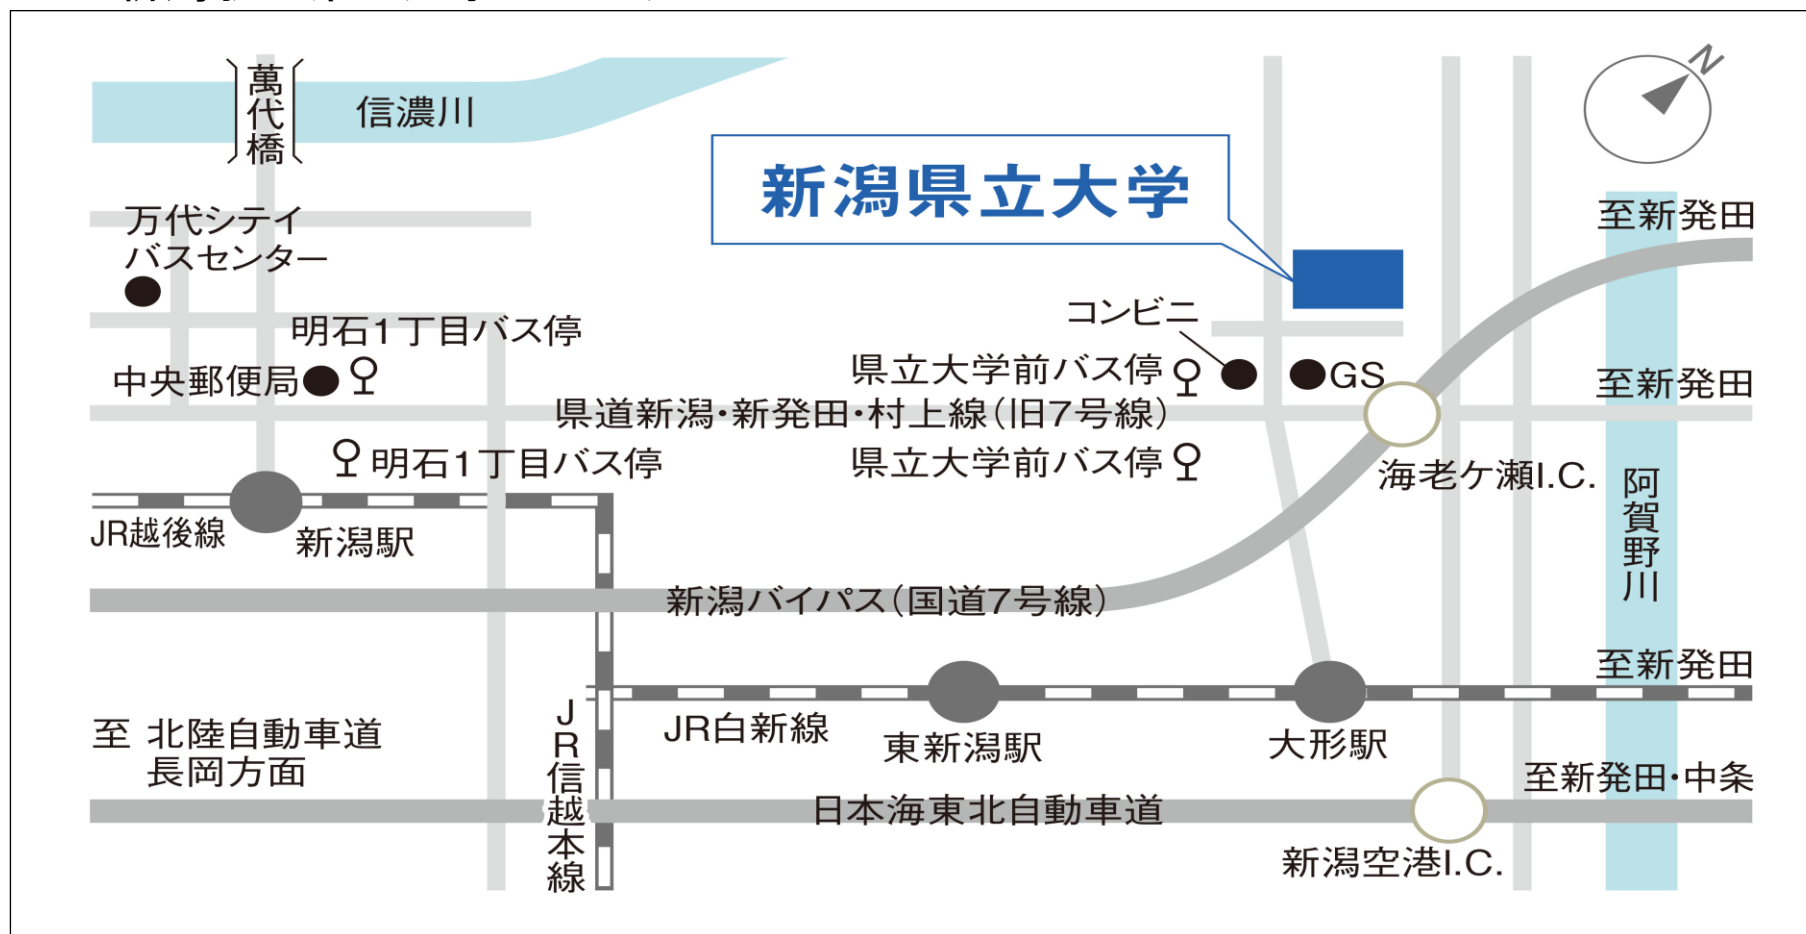 萬代橋
信濃川
N
新潟県立大学
至新発田
万代シテイ
バスセンター
コンビニ
明石1丁目バス停
県立大学前バス停
中央郵便局
GS
至新発田
県道新潟・新発田・村上線（旧7号線）
明石1丁目バス停
県立大学前バス停
海老ケ瀬I.C.
阿賀野川
JR越後線
新潟駅
新潟バイパス（国道7号線）
至新発田
JR信越本線
JR白新線
東新潟駅
大形駅
至 北陸自動車道
長岡方面
至新発田・中条
日本海東北自動車道
新潟空港I.C.